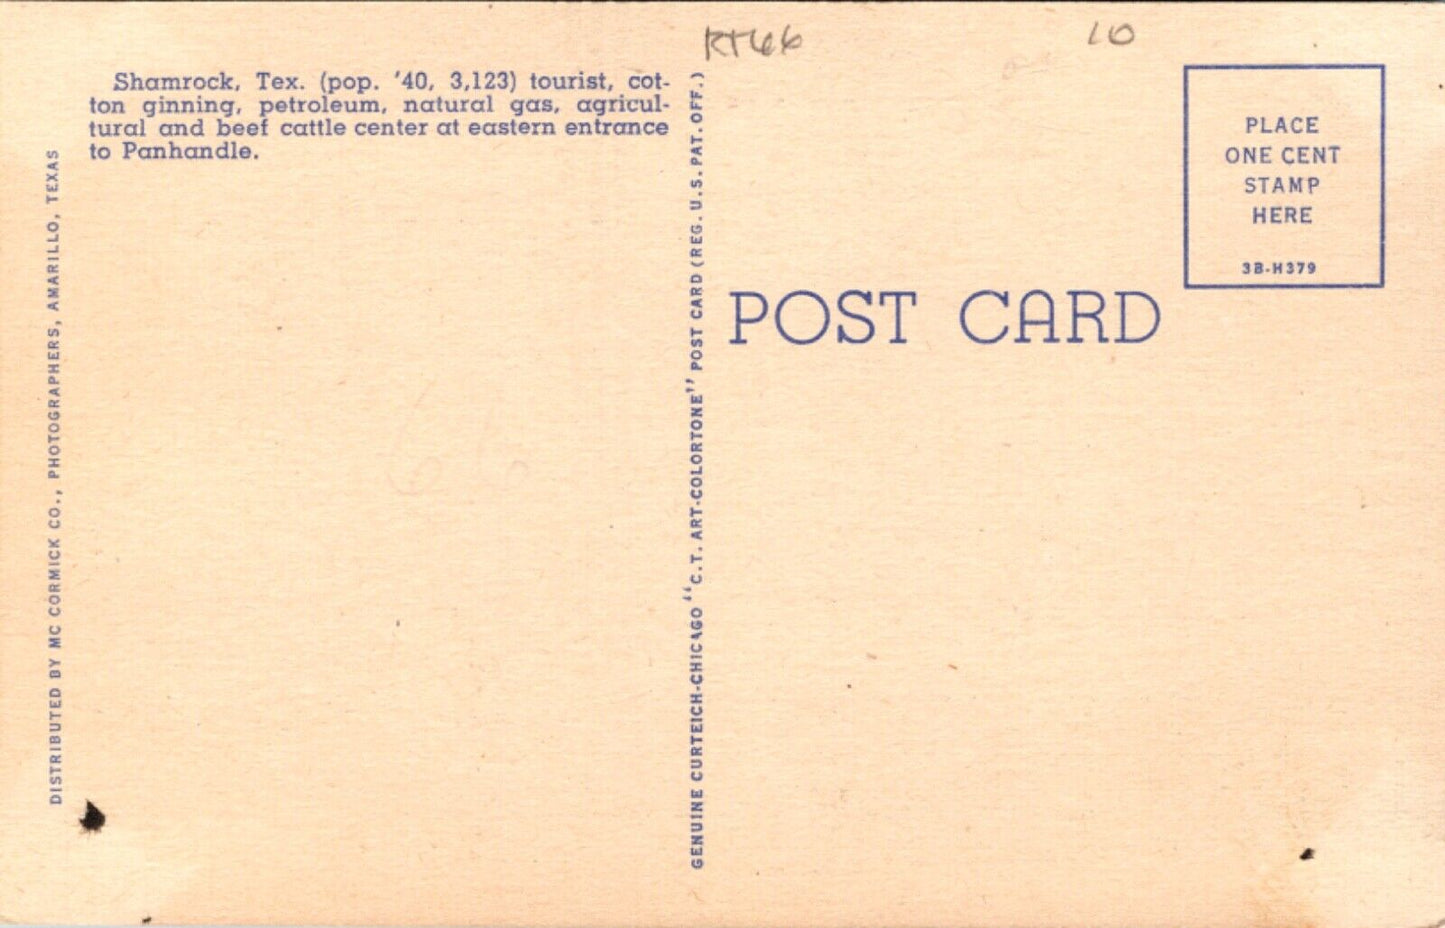 RT66
10
Shamrock, Tex. (pop. '40, 3,123) tourist, cot-
ton ginning, petroleum, natural gas, agricul-
tural and beef cattle center at eastern entrance
to Panhandle.
DISTRIBUTED BY MC CORMICK CO., PHOTOGRAPHERS, AMARILLO, TEXAS
GENUINE CURTEICH-CHICAGO "C.T. ART-COLORTONE" POST CARD (REG. U.S. PAT. OFF.)
PLACE
ONE CENT
STAMP
HERE
3B-H379
POST CARD